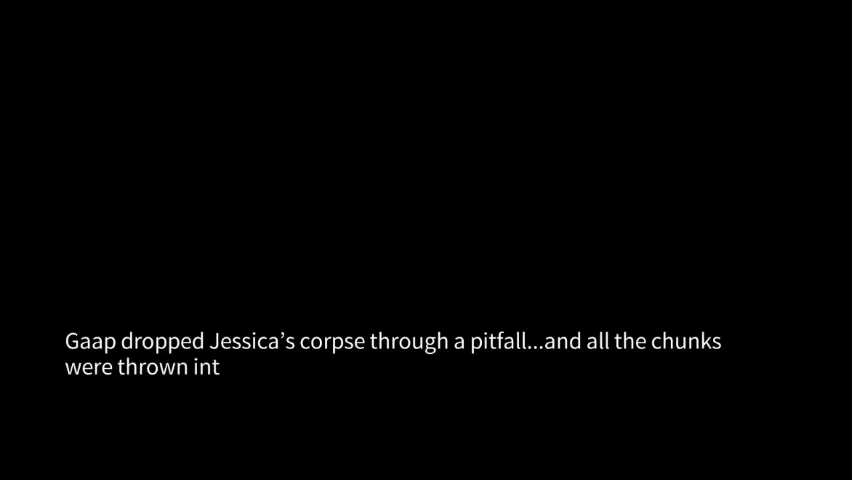 Gaap dropped Jessica’s corpse through a pitfall...and all the chunks
were thrown int